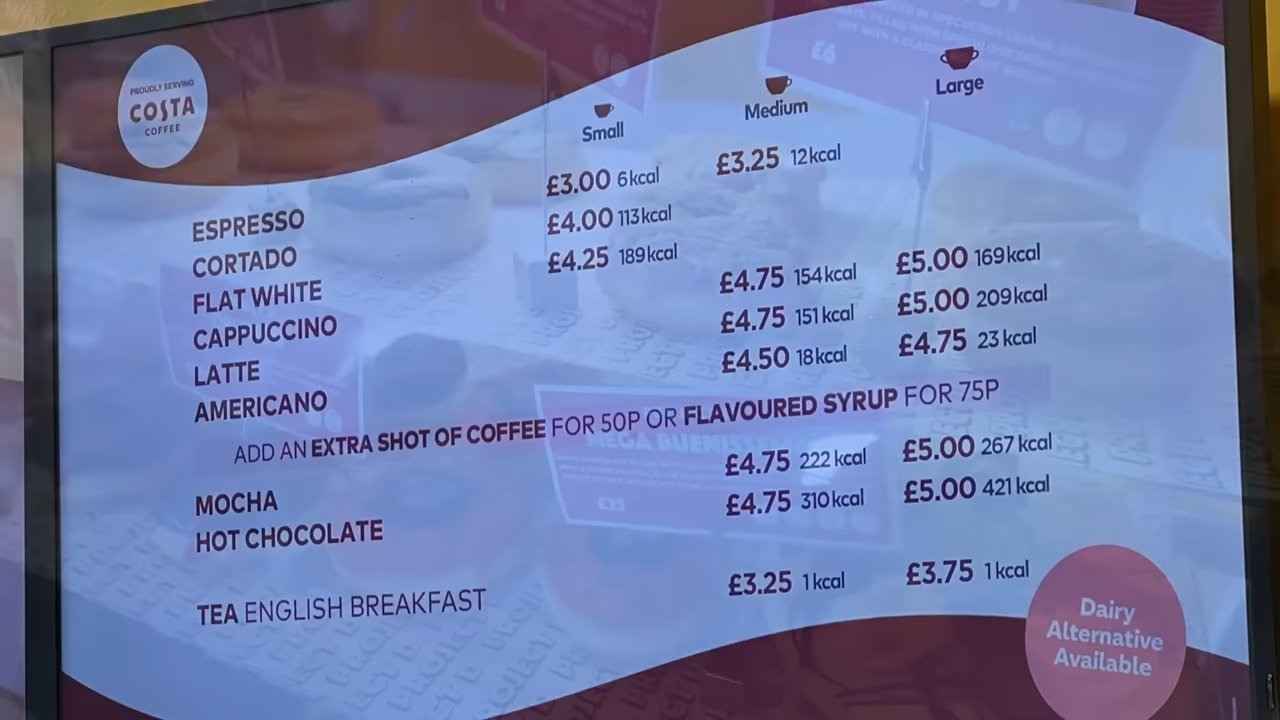 PROUDLY SERVING
COSTA
COFFEE
Small Medium Large
ESPRESSO £3.00 6kcal £3.25 12kcal
CORTADO £4.00 113kcal
FLAT WHITE £4.25 189kcal
CAPPUCCINO £4.75 154kcal £5.00 169kcal
LATTE £4.75 151kcal £5.00 209kcal
AMERICANO £4.50 18kcal £4.75 23kcal
ADD AN EXTRA SHOT OF COFFEE FOR 50P OR FLAVOURED SYRUP FOR 75P
MOCHA £4.75 222kcal £5.00 267kcal
HOT CHOCOLATE £4.75 310kcal £5.00 421kcal
TEA ENGLISH BREAKFAST £3.25 1kcal £3.75 1kcal
Dairy
Alternative
Available
£6